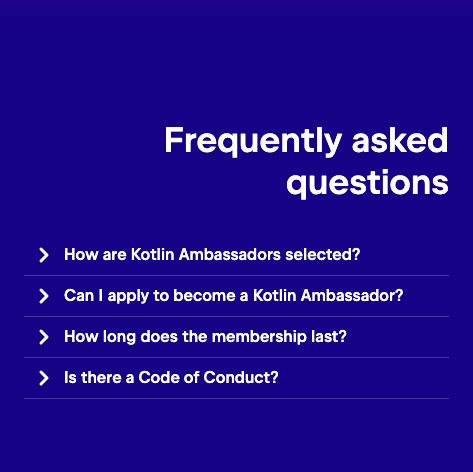 Frequently asked
questions
How are Kotlin Ambassadors selected?
Can I apply to become a Kotlin Ambassador?
How long does the membership last?
Is there a Code of Conduct?